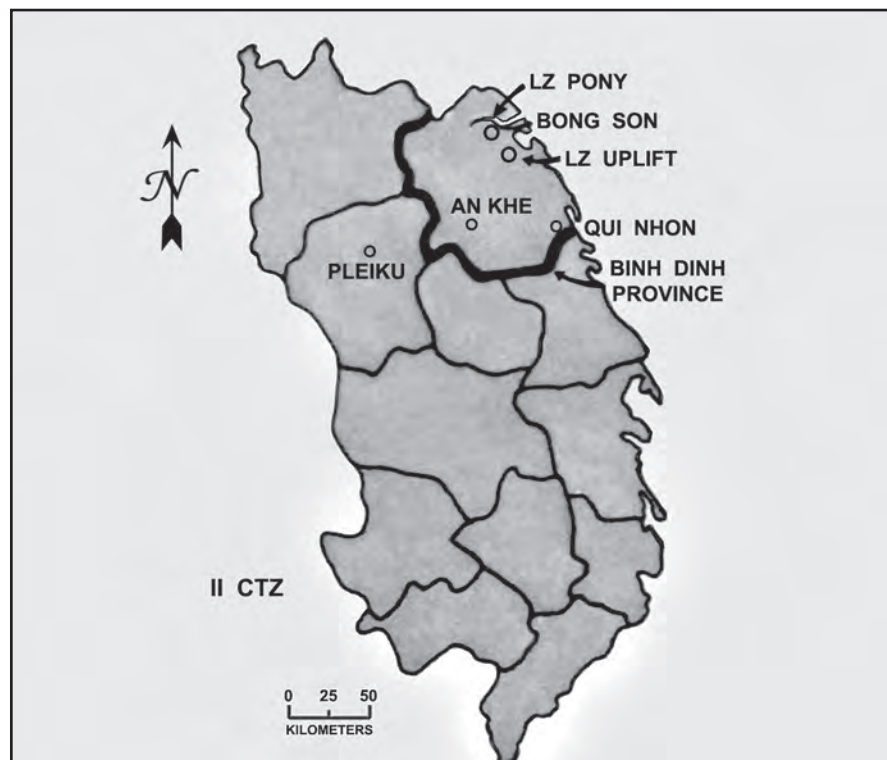 LZ PONY
BONG SON
LZ UPLIFT
N
AN KHE
QUI NHON
PLEIKU
BINH DINH
PROVINCE
II CTZ
0 25 50
KILOMETERS